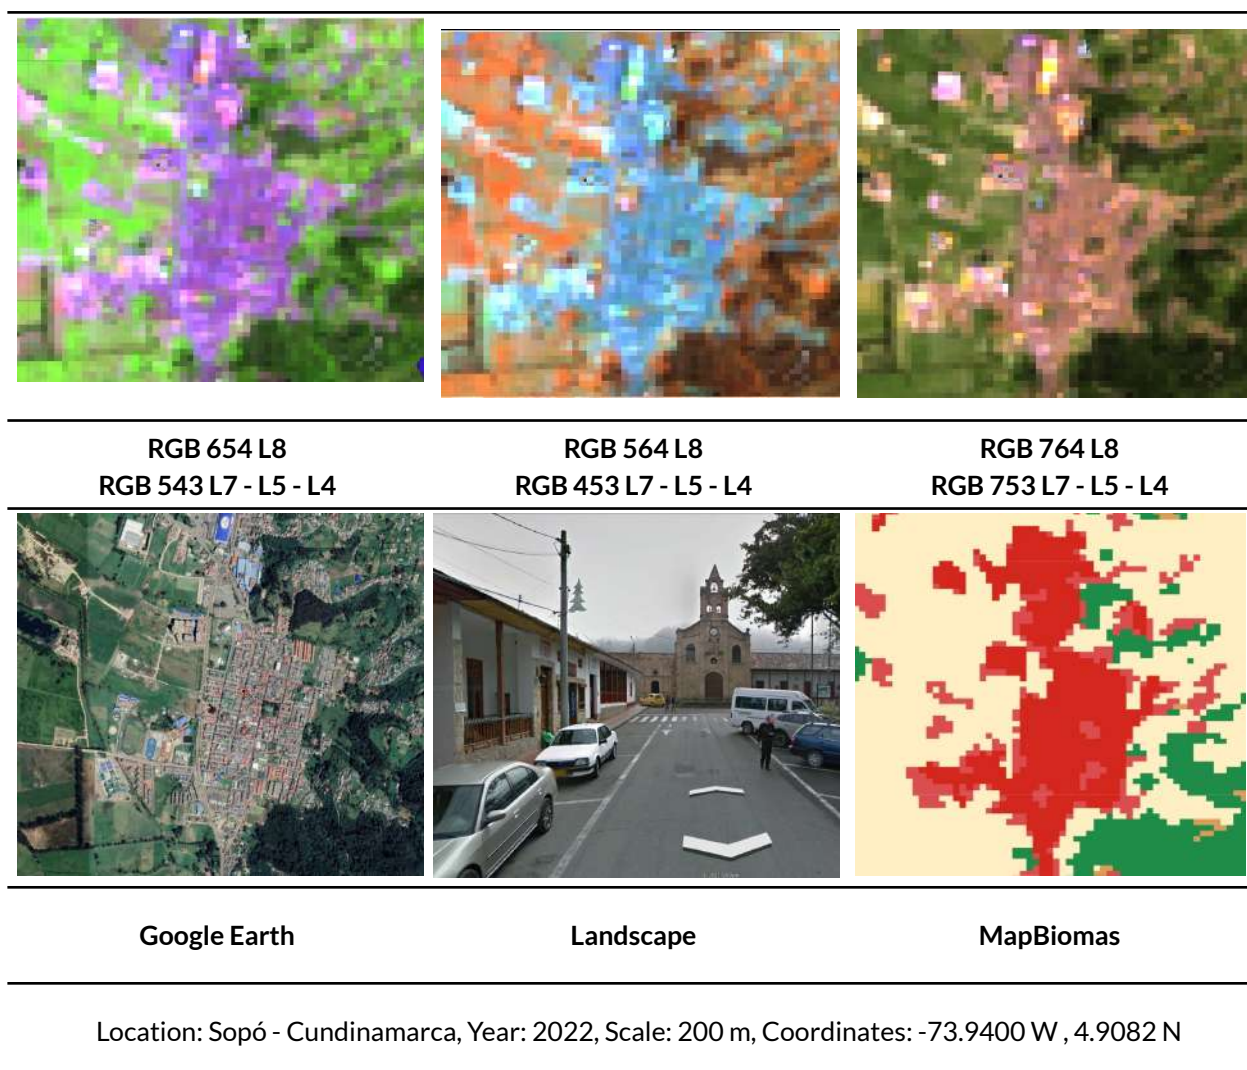 RGB 654 L8
RGB 543 L7 - L5 - L4
RGB 564 L8
RGB 453 L7 - L5 - L4
RGB 764 L8
RGB 753 L7 - L5 - L4
Google Earth
Landscape
MapBiomas
Location: Sopó - Cundinamarca, Year: 2022, Scale: 200 m, Coordinates: -73.9400 W , 4.9082 N